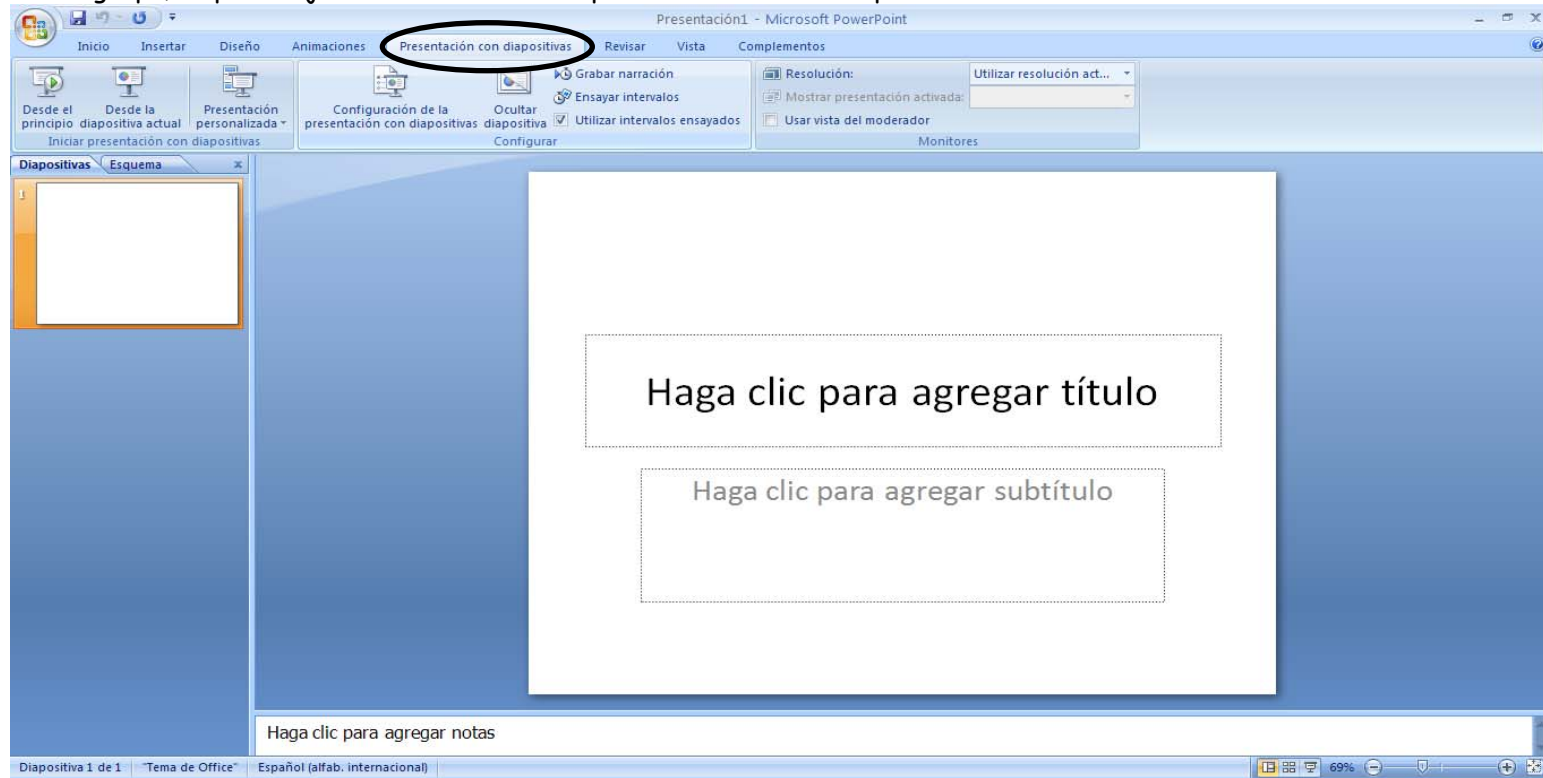 Presentación1 - Microsoft PowerPoint
Inicio Insertar Diseño Animaciones Presentación con diapositivas Revisar Vista Complementos
Desde el principio
Desde la diapositiva actual
Presentación personalizada
Iniciar presentación con diapositivas
Configuración de la presentación con diapositivas
Ocultar diapositiva
Grabar narración
Ensayar intervalos
Utilizar intervalos ensayados
Configurar
Resolución: Utilizar resolución act...
Mostrar presentación activada:
Usar vista del moderador
Monitores
Diapositivas Esquema
1
Haga clic para agregar título
Haga clic para agregar subtítulo
Haga clic para agregar notas
Diapositiva 1 de 1 "Tema de Office" Español (alfab. internacional) 69%